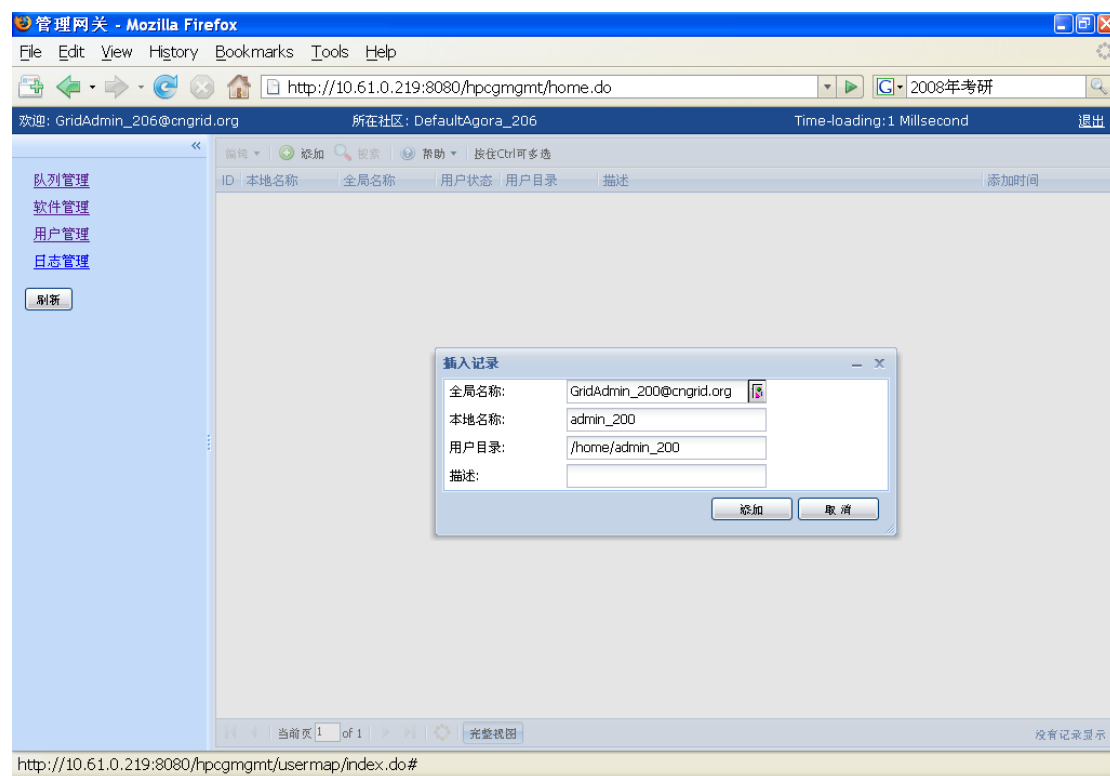 管理网关 - Mozilla Firefox
File Edit View History Bookmarks Tools Help
http://10.61.0.219:8080/hpcgmgmt/home.do G 2008年考研
欢迎: GridAdmin_206@cngrid.org 所在社区: DefaultAgora_206 Time-loading:1 Millsecond 退出
编辑 添加 搜索 帮助 按住Ctrl可多选
ID 本地名称 全局名称 用户状态 用户目录 描述 添加时间
队列管理
软件管理
用户管理
日志管理
刷新
插入记录
全局名称: GridAdmin_200@cngrid.org
本地名称: admin_200
用户目录: /home/admin_200
描述:
添加 取 消
当前页 1 of 1 完整视图 没有记录显示
http://10.61.0.219:8080/hpcgmgmt/usermap/index.do#